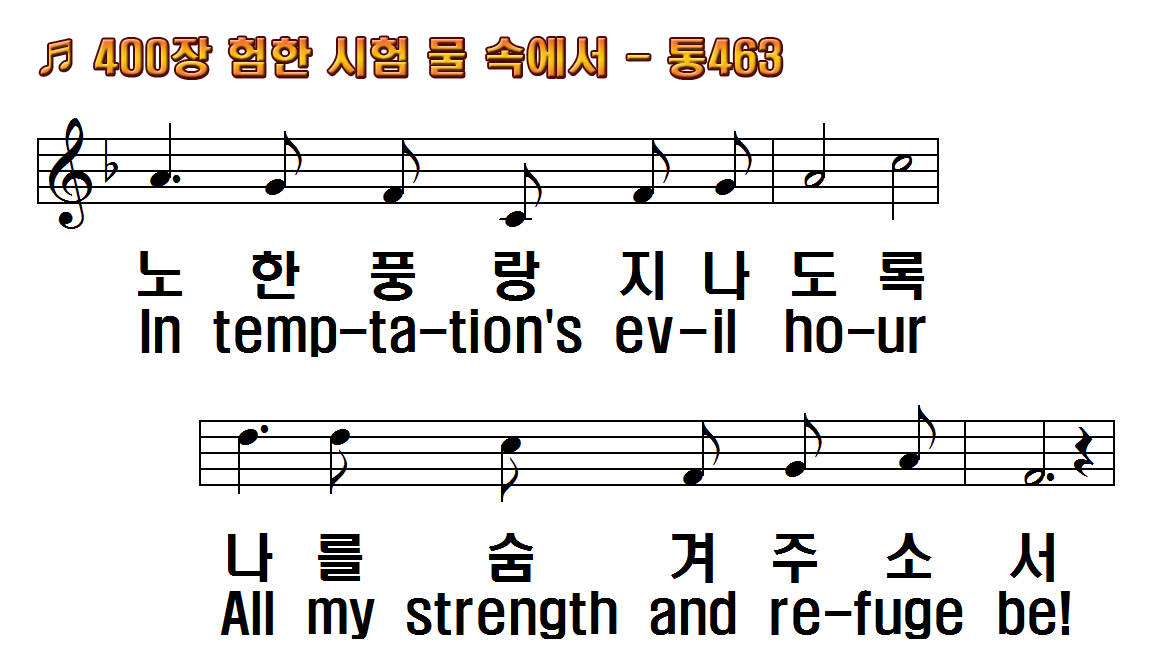 ♬ 400장 험한 시험 물 속에서 - 통463
노 한 풍 랑 지 나 도 록
In temp-ta-tion's ev-il ho-ur
나 를 숨 겨 주 소 서
All my strength and re-fuge be!